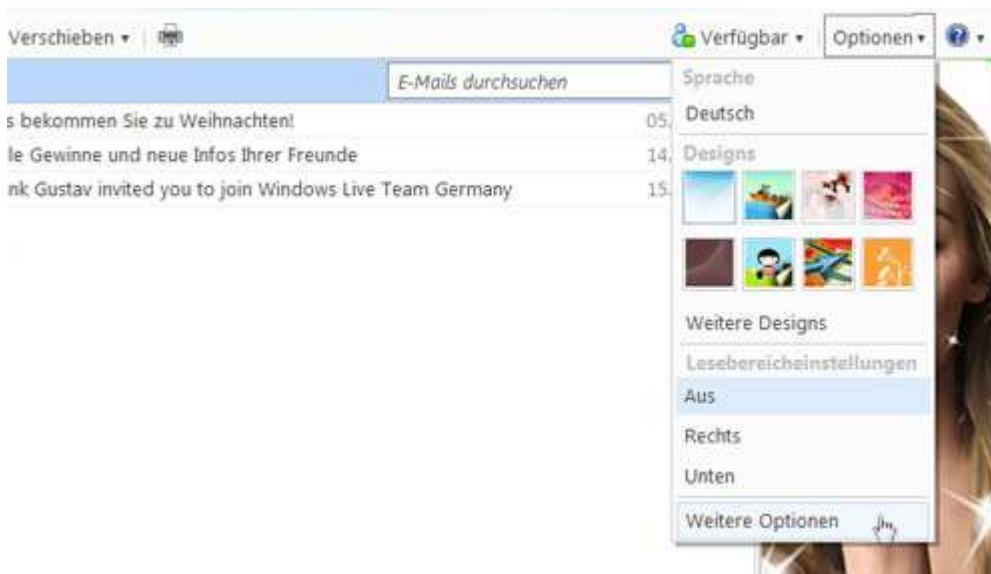 Verschieben
Verfügbar
Optionen
E-Mails durchsuchen
Sprache
Deutsch
s bekommen Sie zu Weihnachten! 05.
le Gewinne und neue Infos Ihrer Freunde 14.
nk Gustav invited you to join Windows Live Team Germany 15.
Designs
Weitere Designs
Lesebereicheinstellungen
Aus
Rechts
Unten
Weitere Optionen